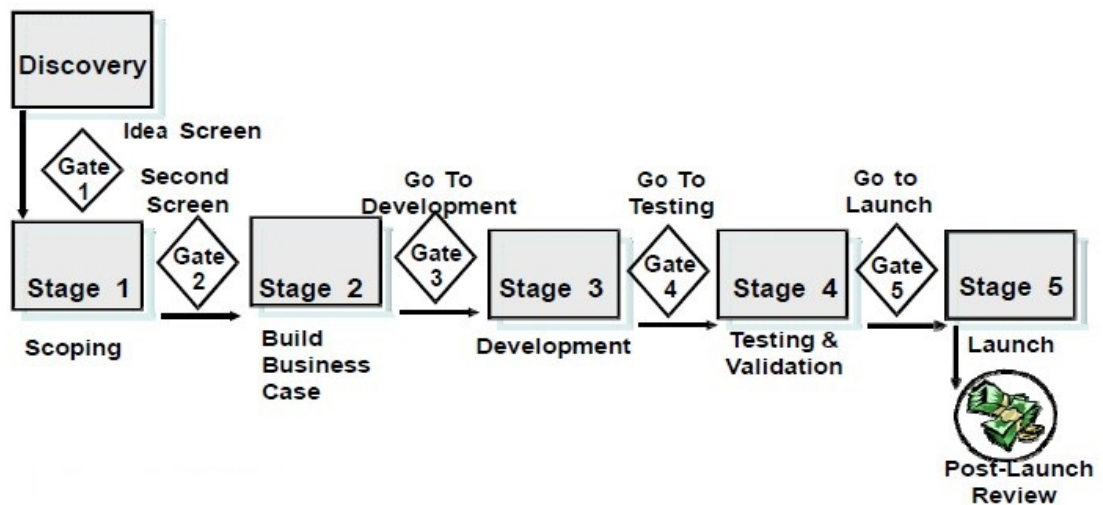 Discovery
Idea Screen
Gate
1
Second
Screen
Go To
Development
Go To
Testing
Go to
Launch
Stage 1
Gate
2
Stage 2
Gate
3
Stage 3
Gate
4
Stage 4
Gate
5
Stage 5
Scoping
Build
Business
Case
Development
Testing &
Validation
Launch
Post-Launch
Review